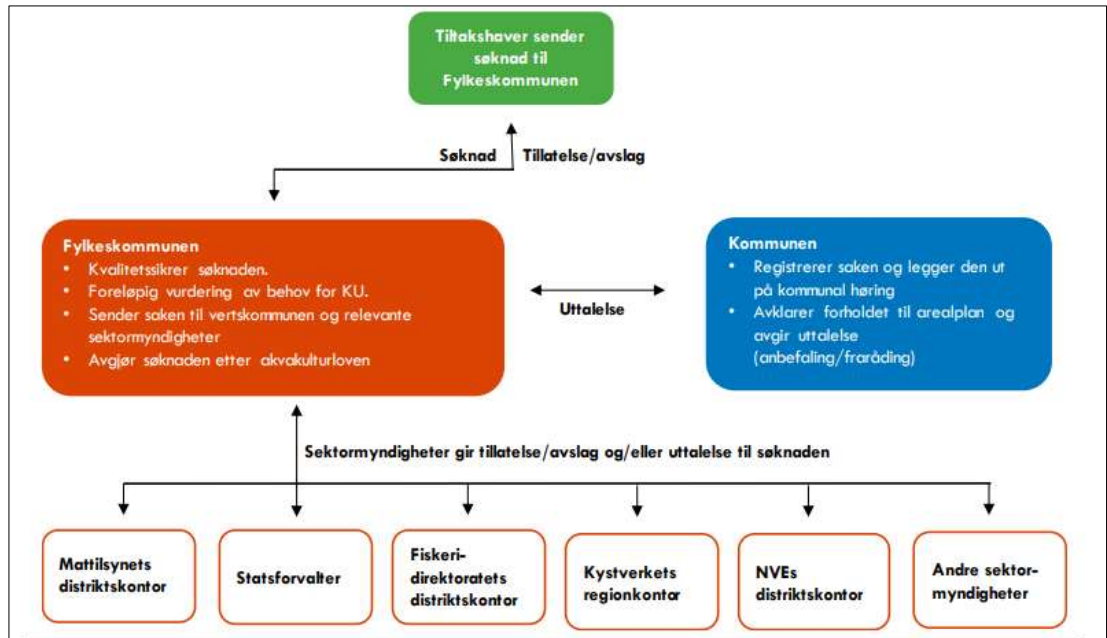 Tiltakshaver sender
søknad til
Fylkeskommunen
Søknad
Tillatelse/avslag
Fylkeskommunen
• Kvalitetssikrer søknaden.
• Foreløpig vurdering av behov for KU.
• Sender saken til vertskommunen og relevante
sektormyndigheter
• Avgjør søknaden etter akvakulturloven
Uttalelse
Kommunen
• Registrerer saken og legger den ut
på kommunal høring
• Avklarer forholdet til arealplan og
avgir uttalelse
(anbefaling/fraråding)
Sektormyndigheter gir tillatelse/avslag og/eller uttalelse til søknaden
Mattilsynets
distriktskontor
Statsforvalter
Fiskeri-
direktoratets
distriktskontor
Kystverkets
regionkontor
NVEs
distriktskontor
Andre sektor-
myndigheter